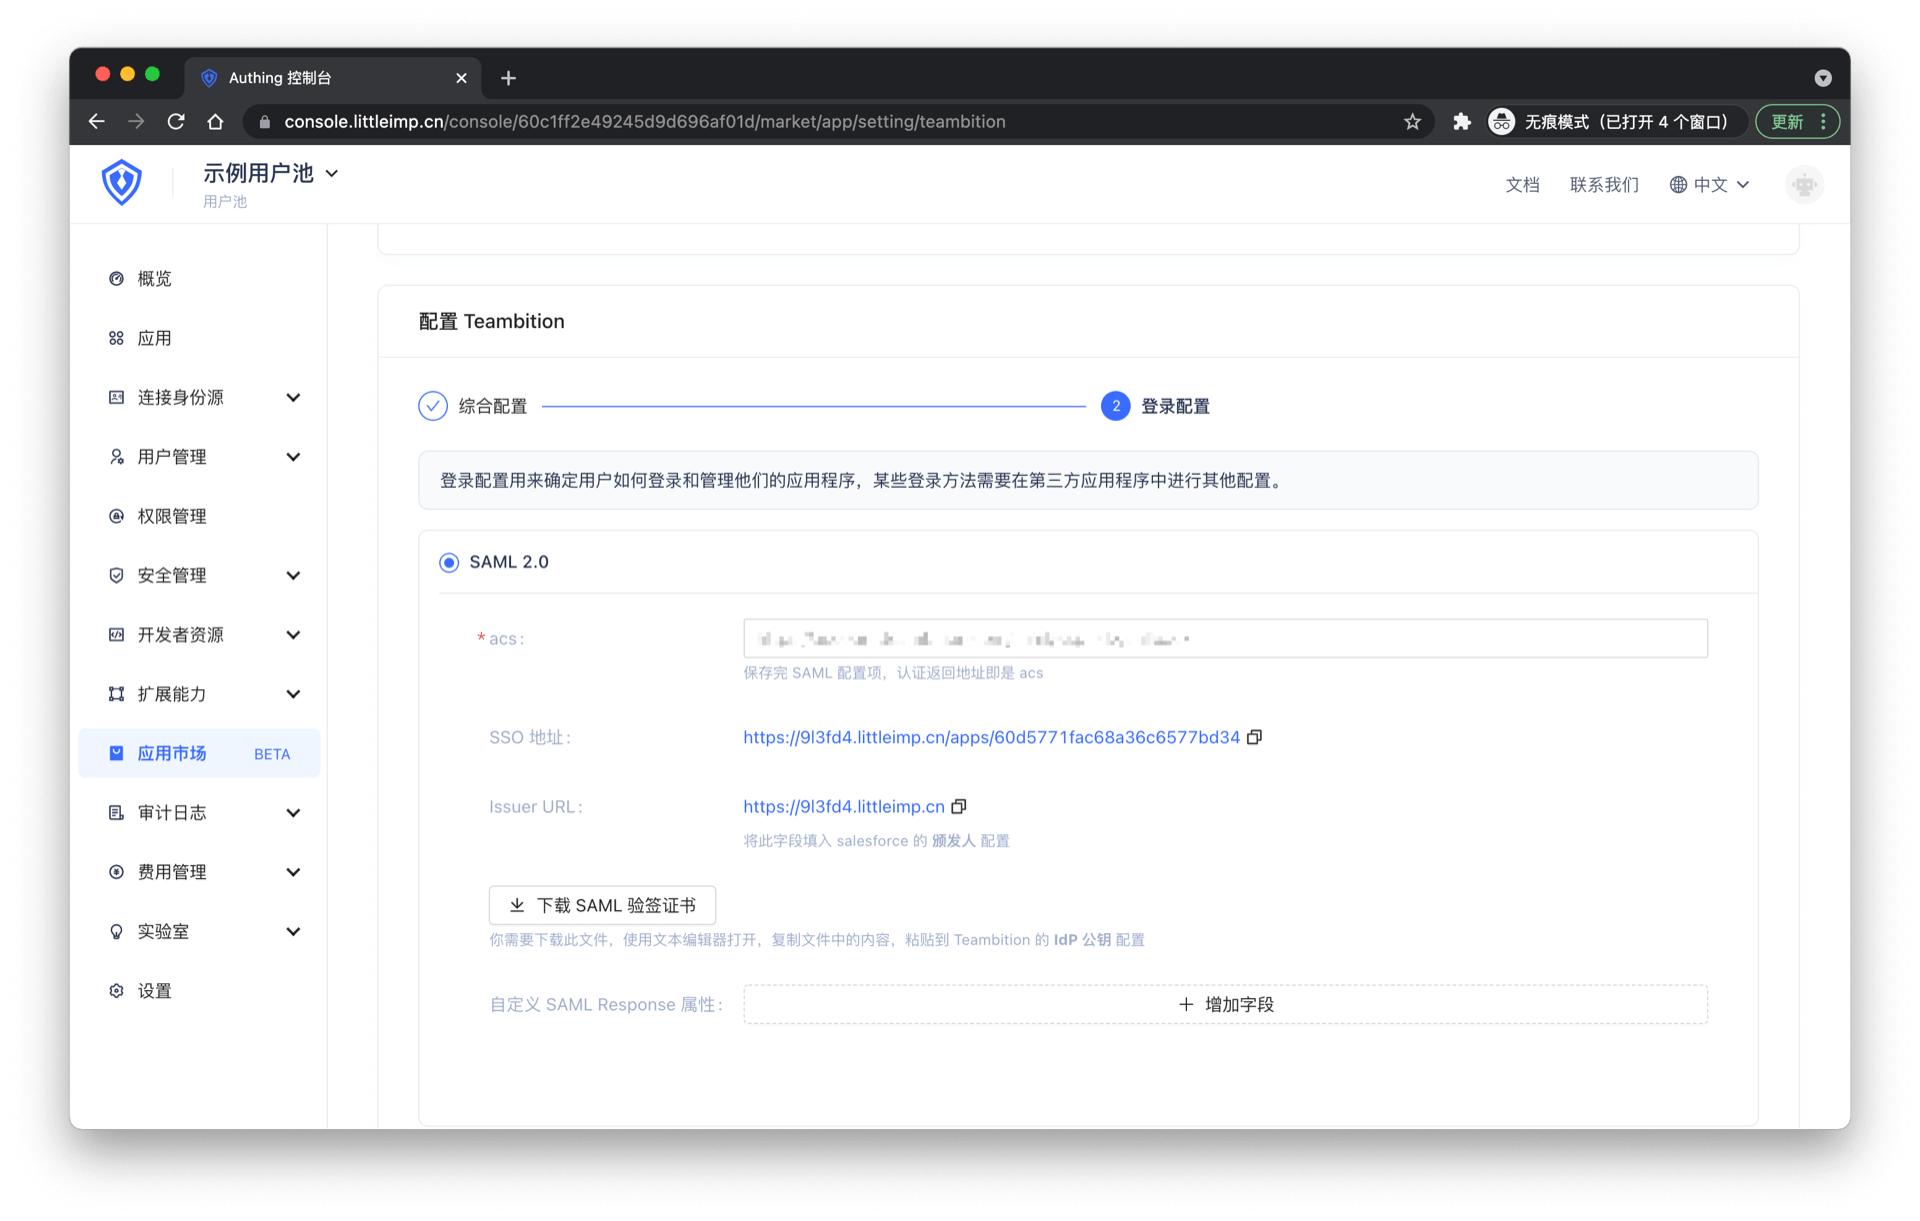 Authing 控制台
console.littleimp.cn/console/60c1ff2e49245d9d696af01d/market/app/setting/teambition
无痕模式（已打开 4 个窗口）
更新
示例用户池
用户池
文档
联系我们
中文
概览
应用
连接身份源
用户管理
权限管理
安全管理
开发者资源
扩展能力
应用市场 BETA
审计日志
费用管理
实验室
设置
配置 Teambition
综合配置
2 登录配置
登录配置用来确定用户如何登录和管理他们的应用程序，某些登录方法需要在第三方应用程序中进行其他配置。
SAML 2.0
* acs :
保存完 SAML 配置项，认证返回地址即是 acs
SSO 地址 :
https://9l3fd4.littleimp.cn/apps/60d5771fac68a36c6577bd34
Issuer URL :
https://9l3fd4.littleimp.cn
将此字段填入 salesforce 的 颁发人 配置
下载 SAML 验签证书
你需要下载此文件，使用文本编辑器打开，复制文件中的内容，粘贴到 Teambition 的 IdP 公钥 配置
自定义 SAML Response 属性 :
+ 增加字段